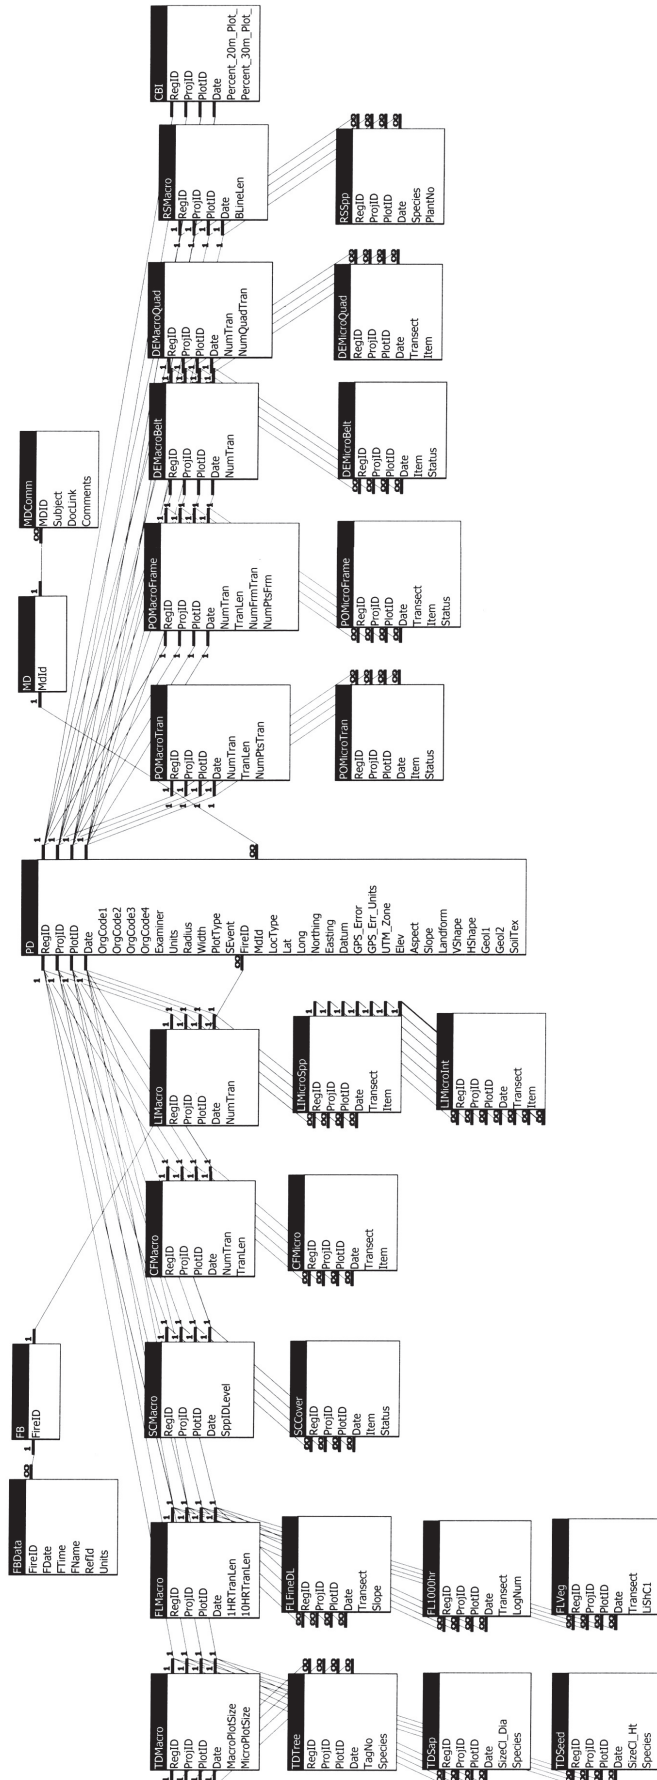 CBI
RegID
ProjID
PlotID
Date
Percent_20m_Plot_
Percent_30m_Plot_
RSMacro
RegID
ProjID
PlotID
Date
BLineLen
RSSpp
RegID
ProjID
PlotID
Date
Species
PlantNo
DEMacroQuad
RegID
ProjID
PlotID
Date
NumTran
NumQuadTran
DEMicroQuad
RegID
ProjID
PlotID
Date
Transect
Item
DEMacroBelt
RegID
ProjID
PlotID
Date
NumTran
DEMicroBelt
RegID
ProjID
PlotID
Date
Item
Status
MDComm
MDID
Subject
DocLink
Comments
MD
MdId
POMacroFrame
RegID
ProjID
PlotID
Date
NumTran
TranLen
NumFrmTran
NumPtsFrm
POMicroFrame
RegID
ProjID
PlotID
Date
Transect
Item
Status
POMacroTran
RegID
ProjID
PlotID
Date
NumTran
TranLen
NumPtsTran
POMicroTran
RegID
ProjID
PlotID
Date
Item
Status
PD
RegID
ProjID
PlotID
Date
OrgCode1
OrgCode2
OrgCode3
OrgCode4
Examiner
Units
Radius
Width
PlotType
SEvent
FireID
MdId
LocType
Lat
Long
Northing
Easting
Datum
GPS_Error
GPS_Err_Units
UTM_Zone
Elev
Aspect
Slope
Landform
VShape
HShape
Geol1
Geol2
SoilTex
LIMacro
RegID
ProjID
PlotID
Date
NumTran
LIMicroSpp
RegID
ProjID
PlotID
Date
Transect
Item
LIMicroInt
RegID
ProjID
PlotID
Date
Transect
Item
CFMacro
RegID
ProjID
PlotID
Date
NumTran
TranLen
CFMicro
RegID
ProjID
PlotID
Date
Transect
Item
FB
FireID
SCMacro
RegID
ProjID
PlotID
Date
SppIDLevel
SCCover
RegID
ProjID
PlotID
Date
Item
Status
FBData
FireID
FDate
FTime
FName
RefId
Units
FLMacro
RegID
ProjID
PlotID
Date
1HRTranLen
10HRTranLen
FLFineDL
RegID
ProjID
PlotID
Date
Transect
Slope
FL1000hr
RegID
ProjID
PlotID
Date
Transect
LogNum
FLVeg
RegID
ProjID
PlotID
Date
Transect
LiShC1
TDMacro
RegID
ProjID
PlotID
Date
MacroPlotSize
MicroPlotSize
TDTree
RegID
ProjID
PlotID
Date
TagNo
Species
TDSap
RegID
ProjID
PlotID
Date
SizeCl_Dia
Species
TDSeed
RegID
ProjID
PlotID
Date
SizeCl_Ht
Species